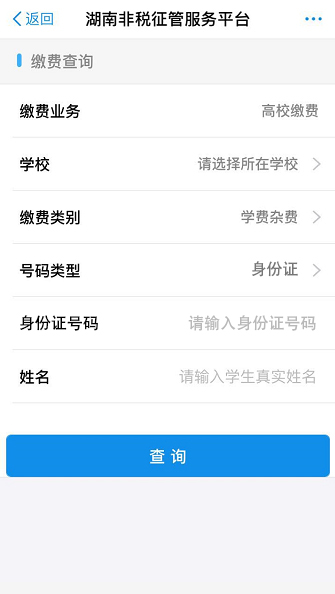 返回 湖南非税征管服务平台
缴费查询
缴费业务 高校缴费
学校 请选择所在学校
缴费类别 学费杂费
号码类型 身份证
身份证号码 请输入身份证号码
姓名 请输入学生真实姓名
查询